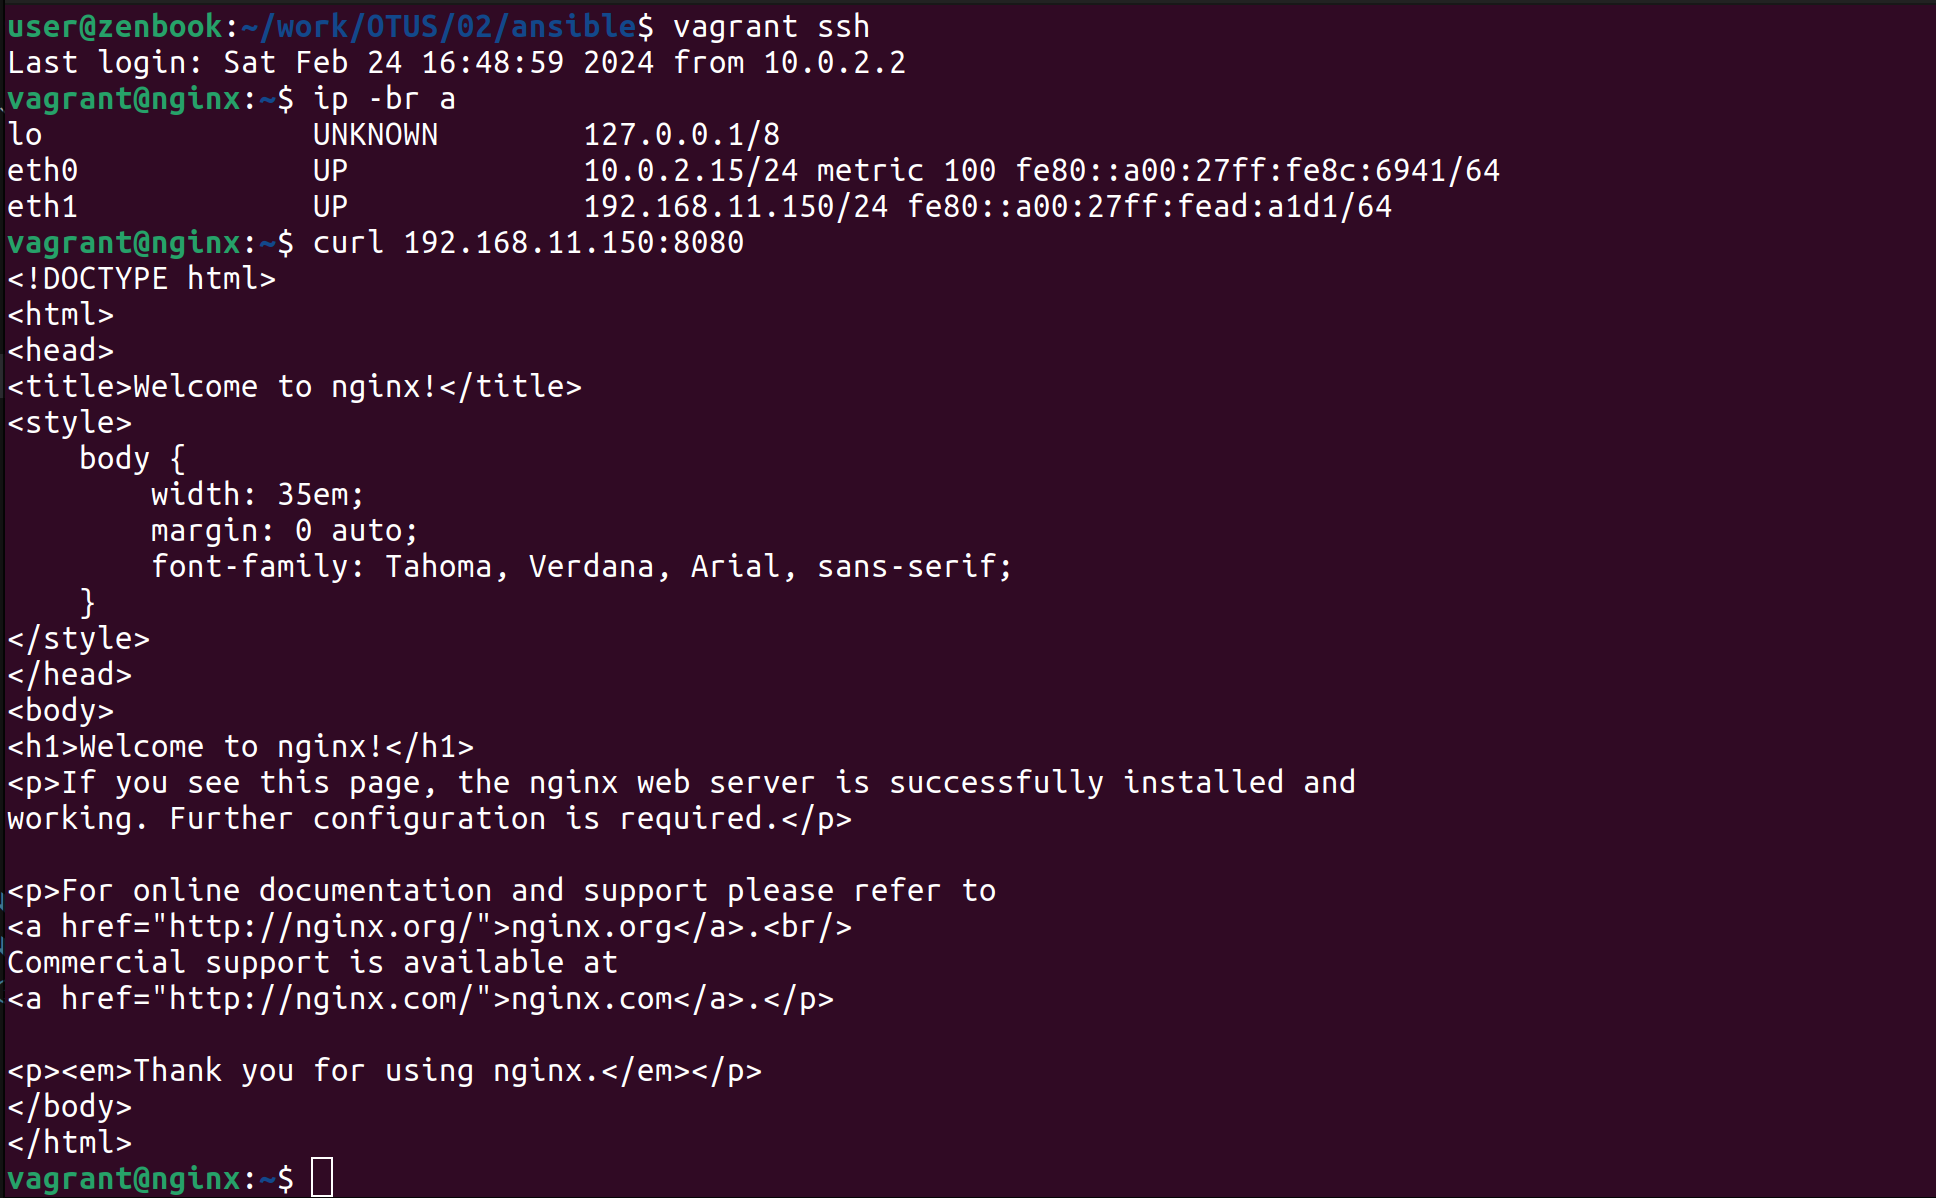 user@zenbook:~/work/OTUS/02/ansible$ vagrant ssh
Last login: Sat Feb 24 16:48:59 2024 from 10.0.2.2
vagrant@nginx:~$ ip -br a
lo               UNKNOWN        127.0.0.1/8
eth0             UP             10.0.2.15/24 metric 100 fe80::a00:27ff:fe8c:6941/64
eth1             UP             192.168.11.150/24 fe80::a00:27ff:fead:a1d1/64
vagrant@nginx:~$ curl 192.168.11.150:8080
<!DOCTYPE html>
<html>
<head>
<title>Welcome to nginx!</title>
<style>
    body {
        width: 35em;
        margin: 0 auto;
        font-family: Tahoma, Verdana, Arial, sans-serif;
    }
</style>
</head>
<body>
<h1>Welcome to nginx!</h1>
<p>If you see this page, the nginx web server is successfully installed and
working. Further configuration is required.</p>

<p>For online documentation and support please refer to
<a href="http://nginx.org/">nginx.org</a>.<br/>
Commercial support is available at
<a href="http://nginx.com/">nginx.com</a>.</p>

<p><em>Thank you for using nginx.</em></p>
</body>
</html>
vagrant@nginx:~$